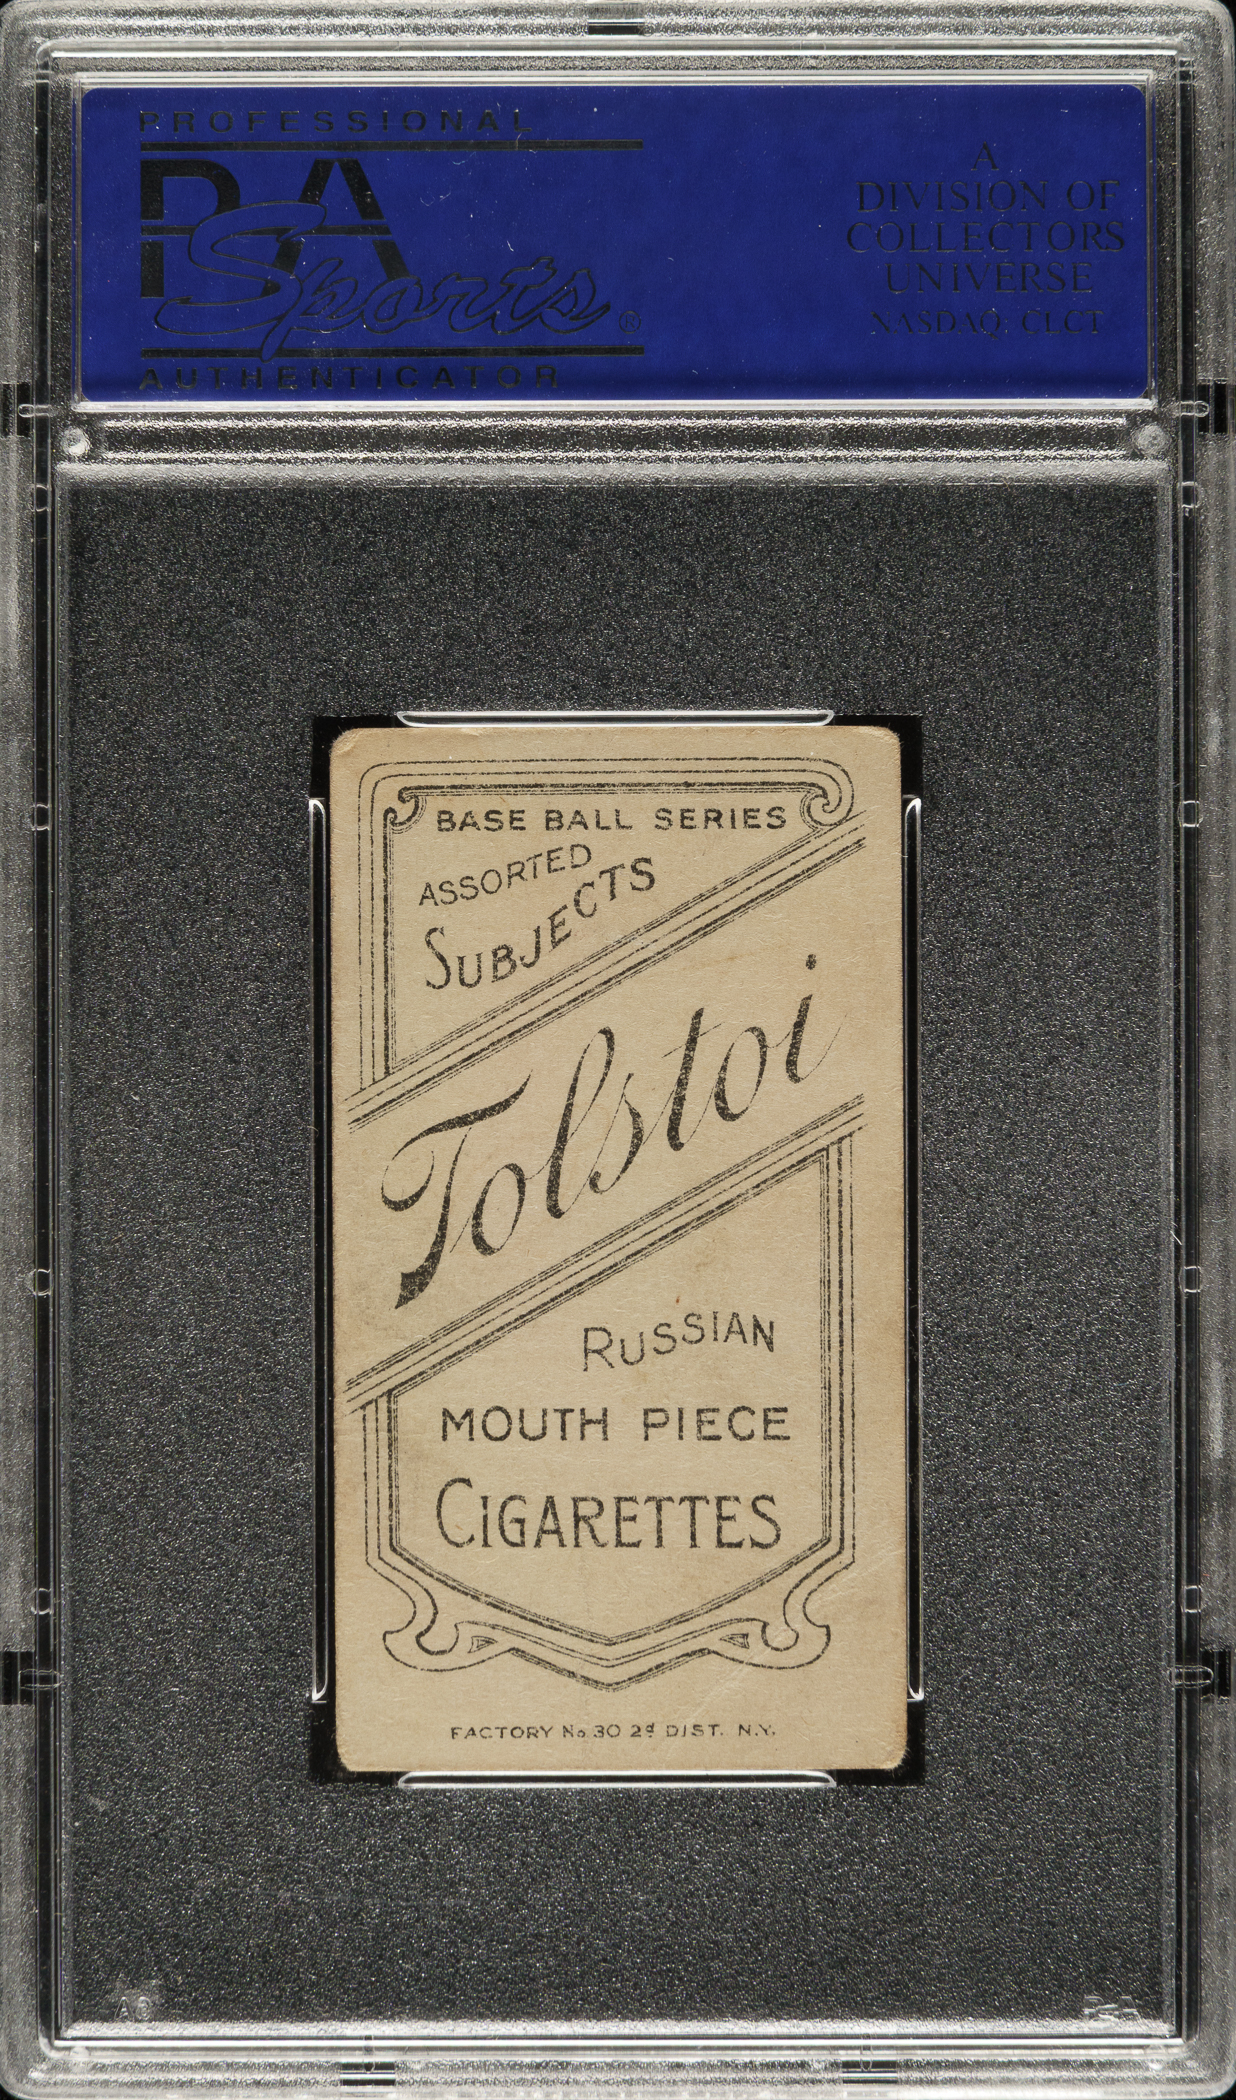 PROFESSIONAL
PSA
Sports®
AUTHENTICATOR
A
DIVISION OF
COLLECTORS
UNIVERSE
NASDAQ: CLCT
BASE BALL SERIES
ASSORTED
SUBJECTS
Tolstoi
RUSSIAN
MOUTH PIECE
CIGARETTES
FACTORY No 30 2d DIST. N.Y.
PSA